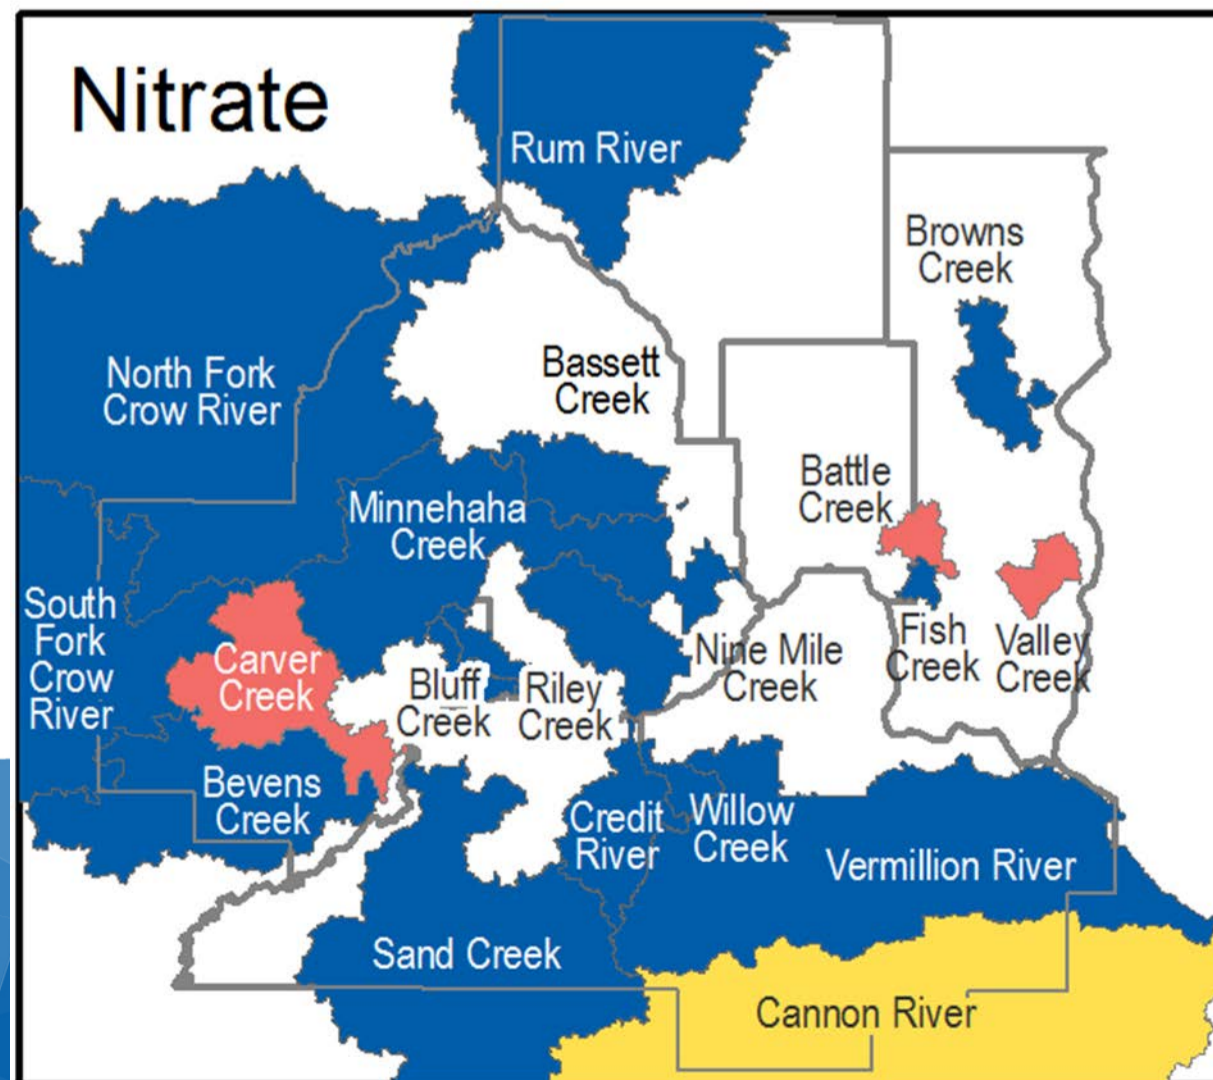 Nitrate
Rum River
Browns
Creek
North Fork
Crow River
Bassett
Creek
Battle
Creek
Minnehaha
Creek
South
Fork
Crow
River
Carver
Creek
Bluff
Creek
Riley
Creek
Nine Mile
Creek
Fish
Creek
Valley
Creek
Bevens
Creek
Credit
River
Willow
Creek
Vermillion River
Sand Creek
Cannon River